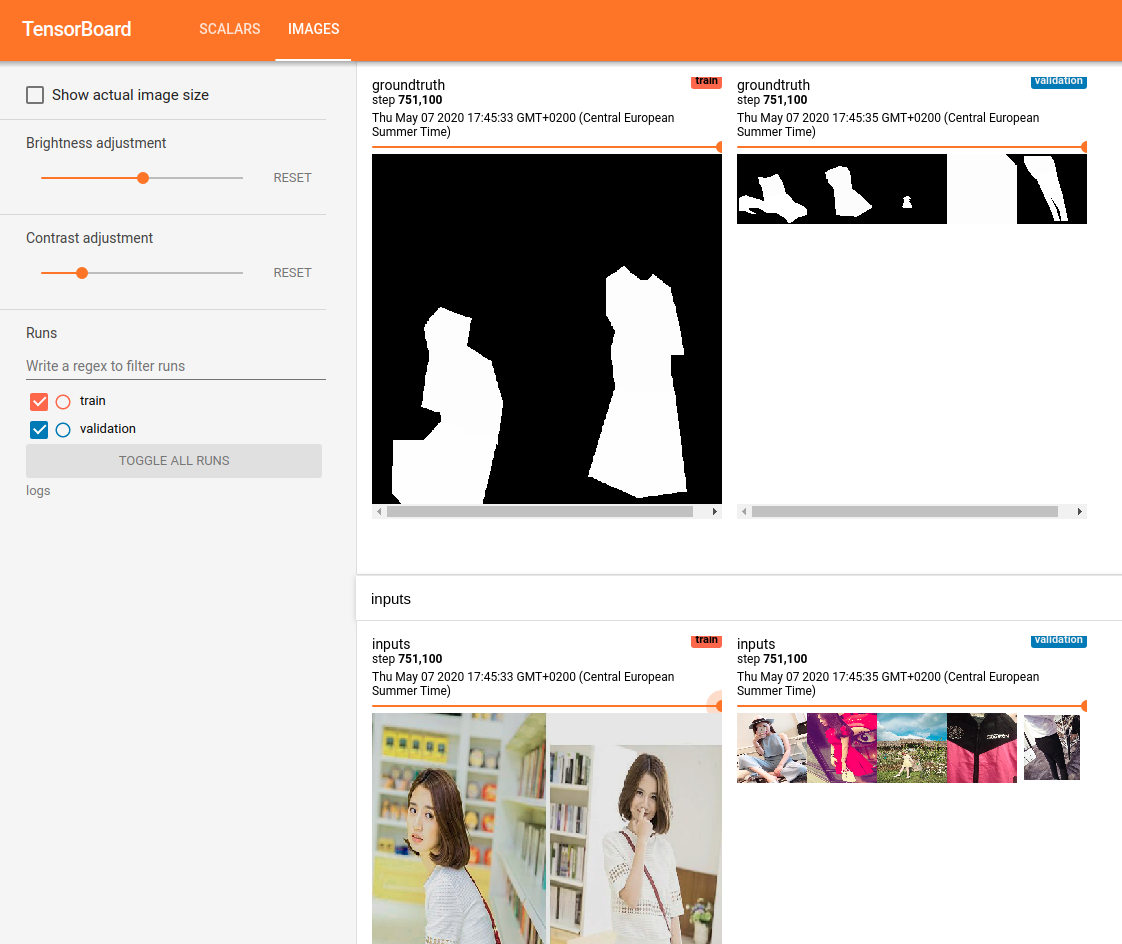 TensorBoard
SCALARS
IMAGES
Show actual image size
Brightness adjustment
RESET
Contrast adjustment
RESET
Runs
Write a regex to filter runs
train
validation
TOGGLE ALL RUNS
logs
groundtruth
train
step 751,100
Thu May 07 2020 17:45:33 GMT+0200 (Central European
Summer Time)
groundtruth
validation
step 751,100
Thu May 07 2020 17:45:35 GMT+0200 (Central European
Summer Time)
inputs
inputs
train
step 751,100
Thu May 07 2020 17:45:33 GMT+0200 (Central European
Summer Time)
inputs
validation
step 751,100
Thu May 07 2020 17:45:35 GMT+0200 (Central European
Summer Time)